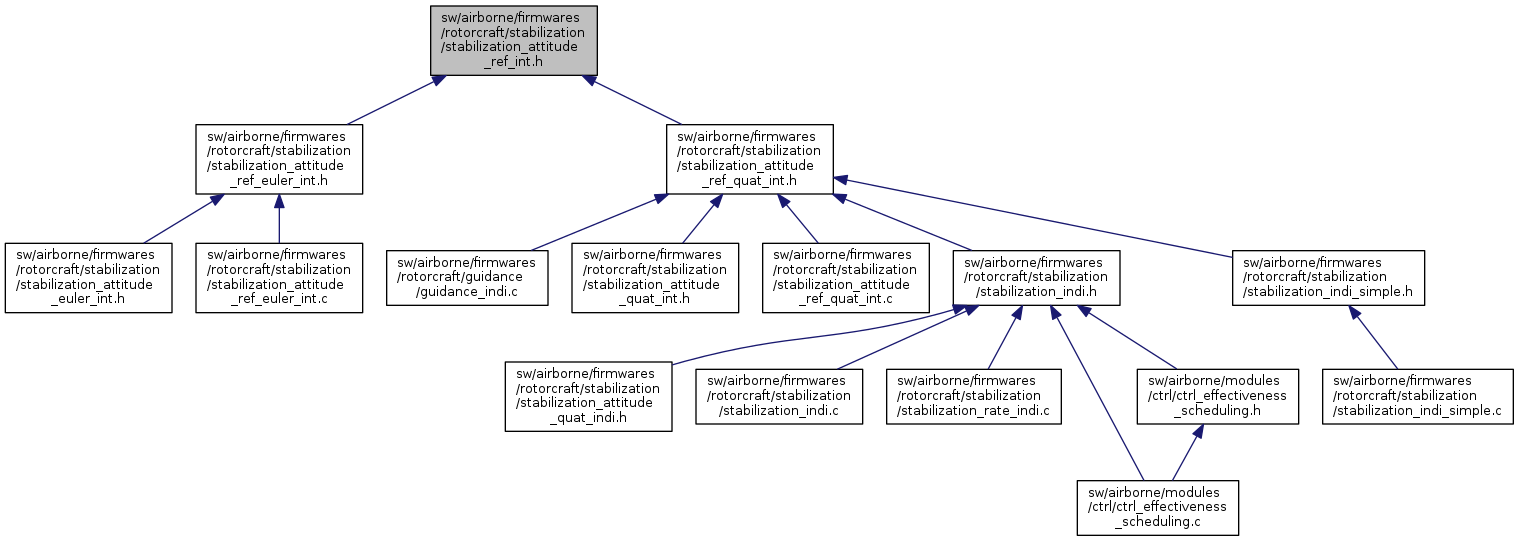 sw/airborne/firmwares
/rotorcraft/stabilization
/stabilization_attitude
_ref_int.h
sw/airborne/firmwares
/rotorcraft/stabilization
/stabilization_attitude
_ref_euler_int.h
sw/airborne/firmwares
/rotorcraft/stabilization
/stabilization_attitude
_ref_quat_int.h
sw/airborne/firmwares
/rotorcraft/stabilization
/stabilization_attitude
_euler_int.h
sw/airborne/firmwares
/rotorcraft/stabilization
/stabilization_attitude
_ref_euler_int.c
sw/airborne/firmwares
/rotorcraft/guidance
/guidance_indi.c
sw/airborne/firmwares
/rotorcraft/stabilization
/stabilization_attitude
_quat_int.h
sw/airborne/firmwares
/rotorcraft/stabilization
/stabilization_attitude
_ref_quat_int.c
sw/airborne/firmwares
/rotorcraft/stabilization
/stabilization_indi.h
sw/airborne/firmwares
/rotorcraft/stabilization
/stabilization_indi_simple.h
sw/airborne/firmwares
/rotorcraft/stabilization
/stabilization_attitude
_quat_indi.h
sw/airborne/firmwares
/rotorcraft/stabilization
/stabilization_indi.c
sw/airborne/firmwares
/rotorcraft/stabilization
/stabilization_rate_indi.c
sw/airborne/modules
/ctrl/ctrl_effectiveness
_scheduling.h
sw/airborne/firmwares
/rotorcraft/stabilization
/stabilization_indi_simple.c
sw/airborne/modules
/ctrl/ctrl_effectiveness
_scheduling.c